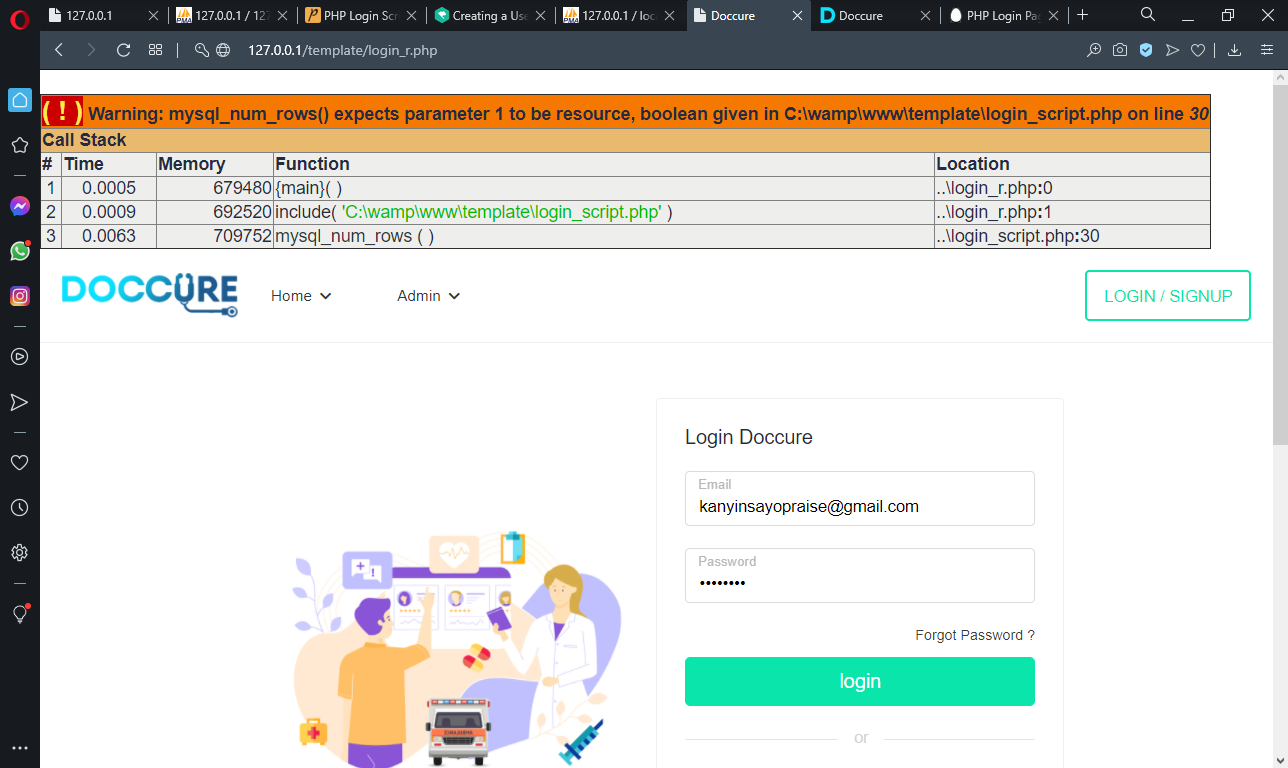 127.0.0.1
127.0.0.1 / 127
PHP Login Scr
Creating a Use
127.0.0.1 / loc
Doccure
Doccure
PHP Login Pag
127.0.0.1/template/login_r.php
( ! ) Warning: mysql_num_rows() expects parameter 1 to be resource, boolean given in C:\wamp\www\template\login_script.php on line 30
Call Stack
# Time Memory Function Location
1 0.0005 679480 {main}( ) ..\login_r.php:0
2 0.0009 692520 include( 'C:\wamp\www\template\login_script.php' ) ..\login_r.php:1
3 0.0063 709752 mysql_num_rows ( ) ..\login_script.php:30
DOCCURE
Home
Admin
LOGIN / SIGNUP
Login Doccure
Email
kanyinsayopraise@gmail.com
Password
••••••••
Forgot Password ?
login
or
AMBULANCE